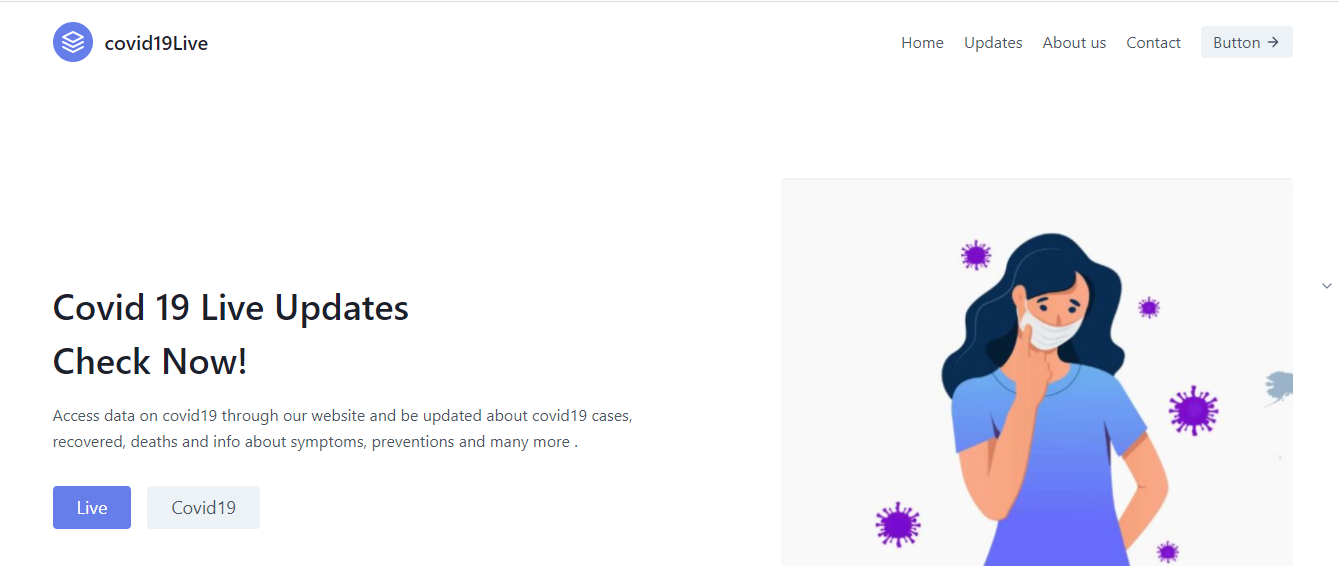 covid19Live
Home Updates About us Contact Button →
Covid 19 Live Updates
Check Now!
Access data on covid19 through our website and be updated about covid19 cases,
recovered, deaths and info about symptoms, preventions and many more .
Live Covid19